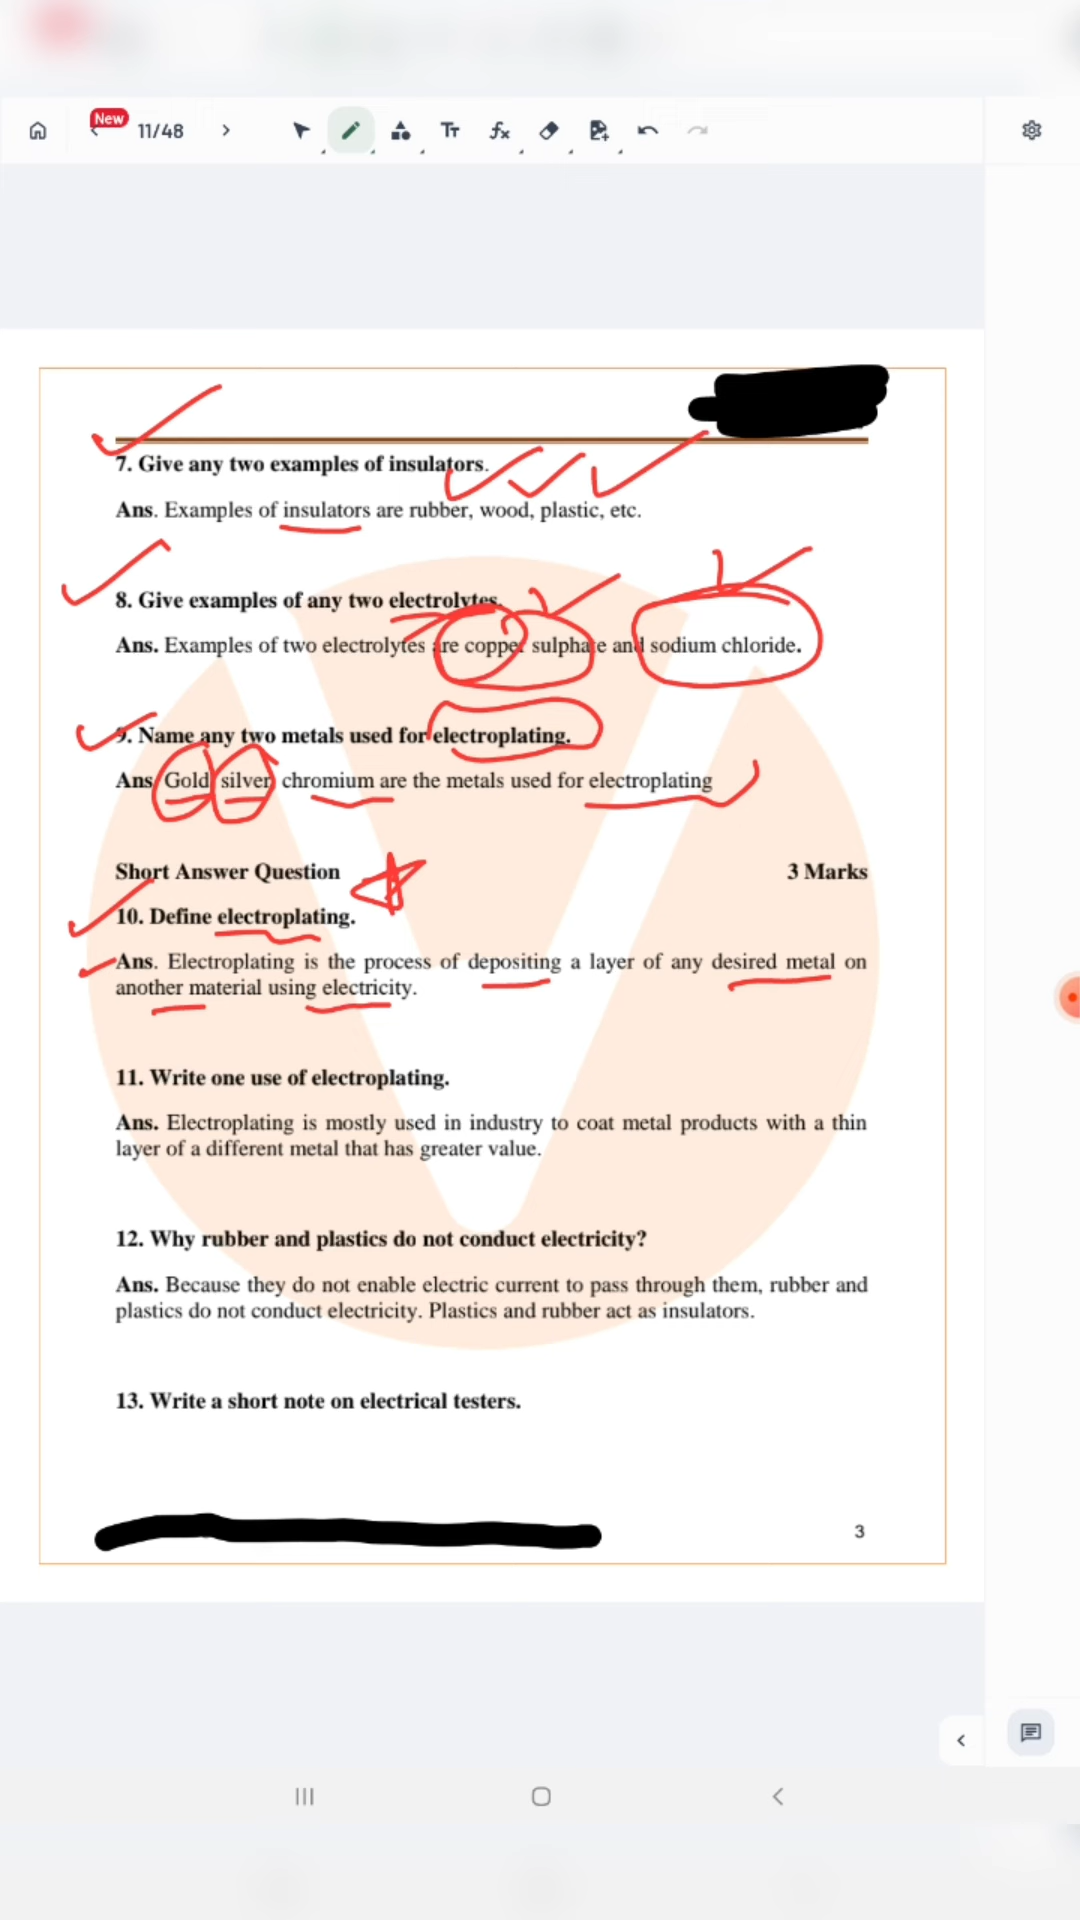 New
11/48
Tт
fx
7. Give any two examples of insulators.
Ans. Examples of insulators are rubber, wood, plastic, etc.
8. Give examples of any two electrolytes.
Ans. Examples of two electrolytes are copper sulphate and sodium chloride.
9. Name any two metals used for electroplating.
Ans Gold silver chromium are the metals used for electroplating
Short Answer Question 3 Marks
10. Define electroplating.
Ans. Electroplating is the process of depositing a layer of any desired metal on
another material using electricity.
11. Write one use of electroplating.
Ans. Electroplating is mostly used in industry to coat metal products with a thin
layer of a different metal that has greater value.
12. Why rubber and plastics do not conduct electricity?
Ans. Because they do not enable electric current to pass through them, rubber and
plastics do not conduct electricity. Plastics and rubber act as insulators.
13. Write a short note on electrical testers.
3